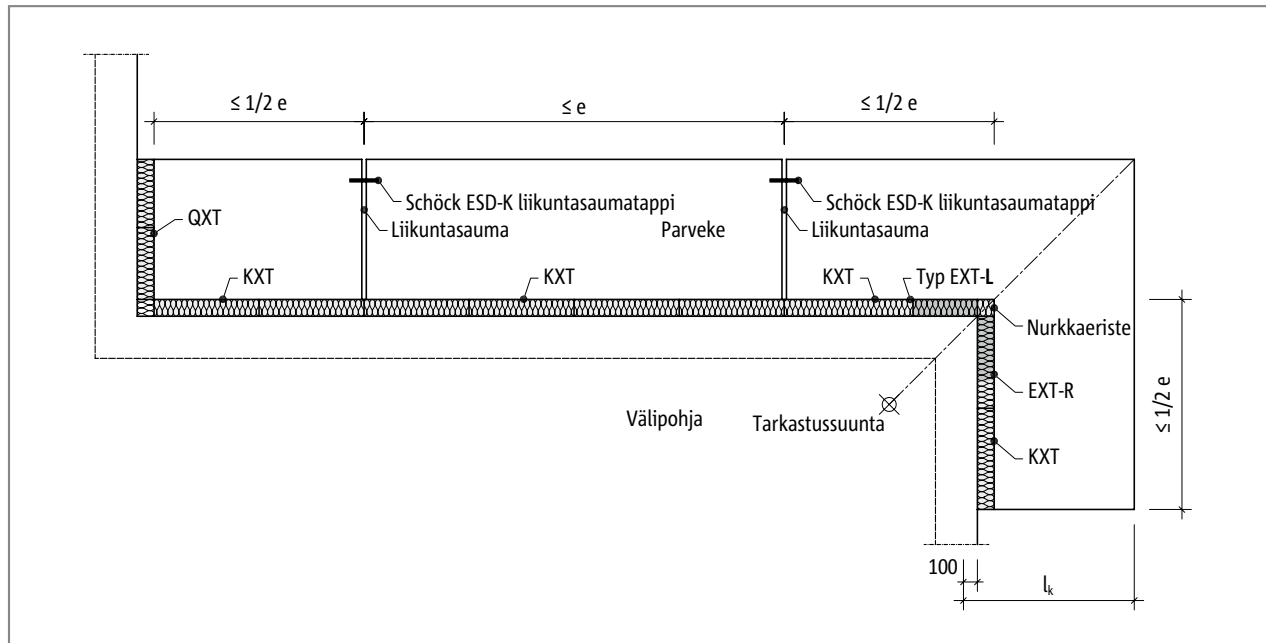 ≤ 1/2 e
≤ e
≤ 1/2 e
Schöck ESD-K liikuntasaumatappi
Schöck ESD-K liikuntasaumatappi
QXT
Liikuntasauma
Parveke
Liikuntasauma
KXT
KXT
KXT
Typ EXT-L
Nurkkaeriste
EXT-R
≤ 1/2 e
Välipohja
Tarkastussuunta
KXT
100
lₖ